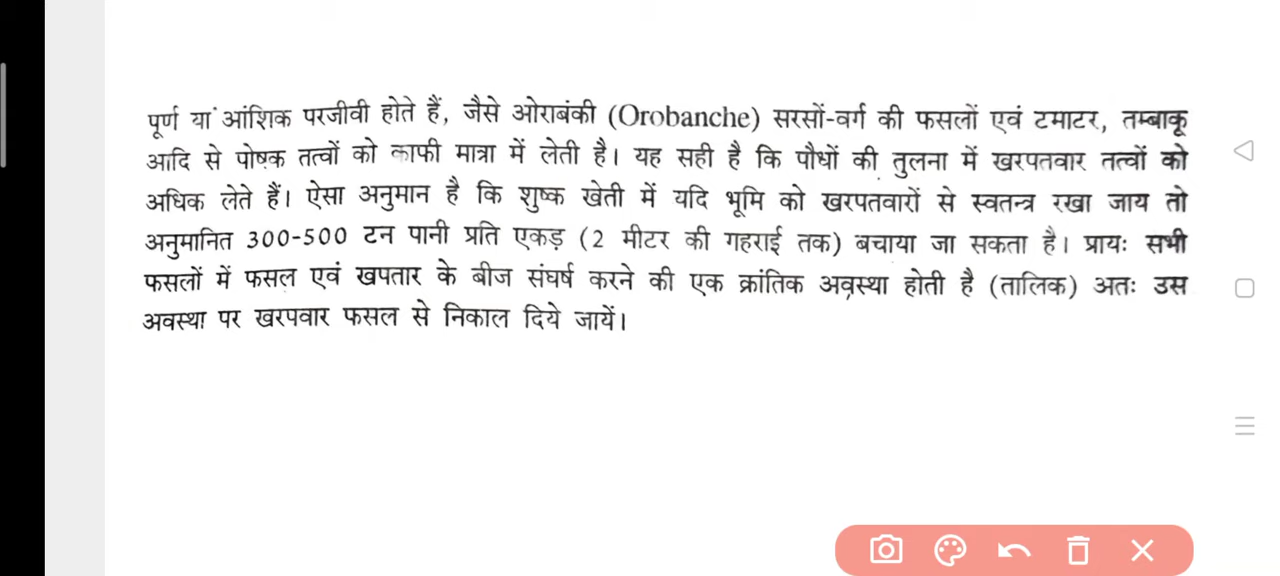 पूर्ण या आंशिक परजीवी होते हैं, जैसे ओराबंकी (Orobanche) सरसों-वर्ग की फसलों एवं टमाटर, तम्बाकू
आदि से पोषक तत्वों को काफी मात्रा में लेती है। यह सही है कि पौधों की तुलना में खरपतवार तत्वों को
अधिक लेते हैं। ऐसा अनुमान है कि शुष्क खेती में यदि भूमि को खरपतवारों से स्वतन्त्र रखा जाय तो
अनुमानित 300-500 टन पानी प्रति एकड़ (2 मीटर की गहराई तक) बचाया जा सकता है। प्रायः सभी
फसलों में फसल एवं खपतार के बीज संघर्ष करने की एक क्रांतिक अवस्था होती है (तालिक) अतः उस
अवस्था पर खरपवार फसल से निकाल दिये जायें।